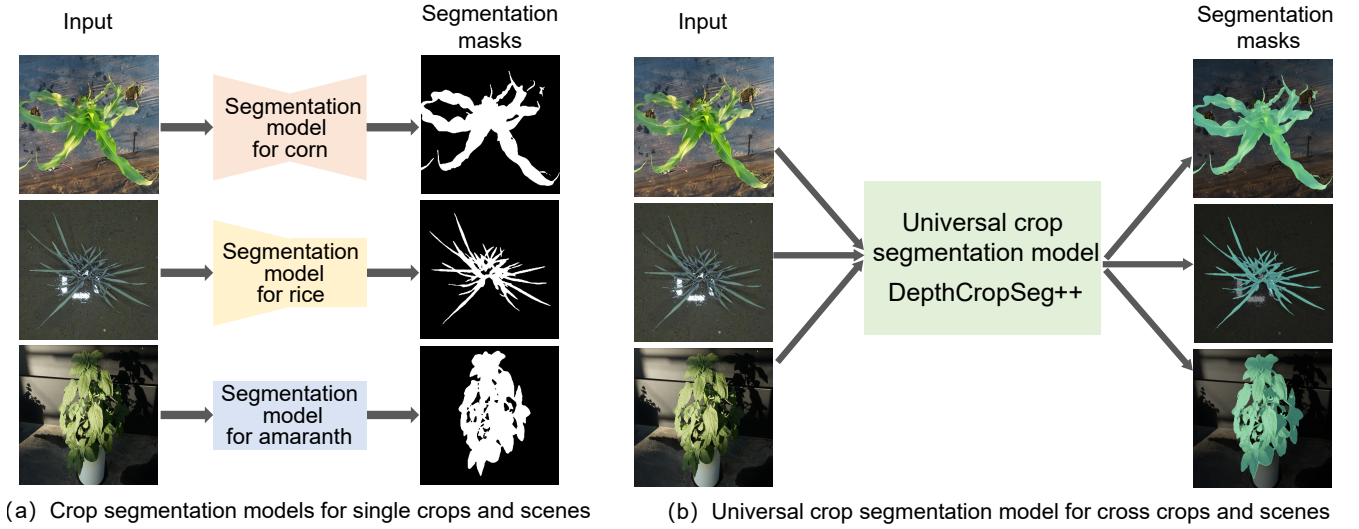 Input
Segmentation
masks
Segmentation
model
for corn
Segmentation
model
for rice
Segmentation
model
for amaranth
(a) Crop segmentation models for single crops and scenes
Input
Segmentation
masks
Universal crop
segmentation model
DepthCropSeg++
(b) Universal crop segmentation model for cross crops and scenes